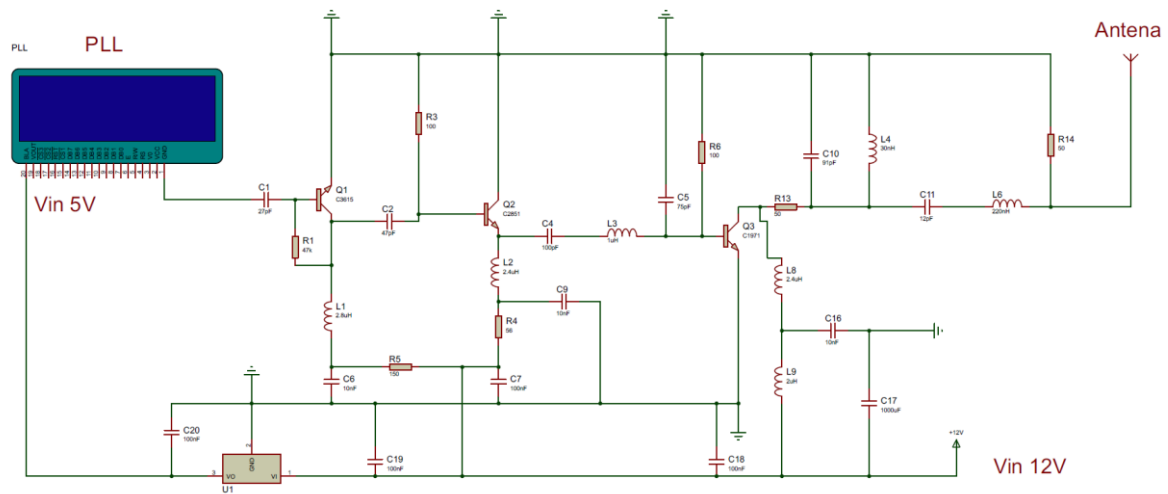 PLL
PLL
Antena
Vin 5V
20
1
C1
27pF
Q1
C3615
R1
47k
C2
47pF
R3
100
Q2
C2851
L1
2.8uH
L2
2.4uH
C4
100pF
L3
1uH
C5
75pF
R6
100
Q3
C1971
R13
50
C10
91pF
L4
30nH
C11
12pF
L6
220nH
R14
50
C9
10nF
R4
56
R5
150
C6
10nF
C7
100nF
L8
2.4uH
C16
10nF
L9
2uH
C17
1000uF
C20
100nF
C19
100nF
C18
100nF
2
GND
3
VO
VI
1
U1
+12V
Vin 12V